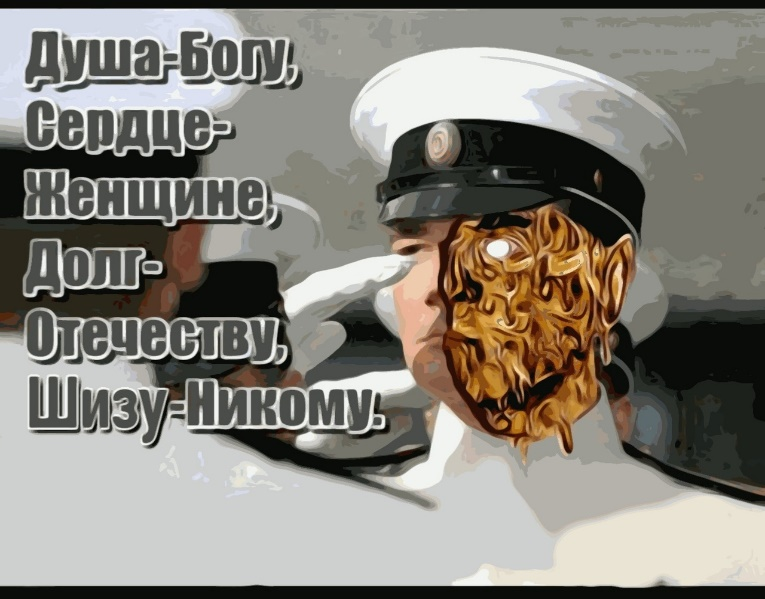 Душа-Богу,
Сердце-
Женщине,
Долг-
Отечеству,
Шизу-Никому.